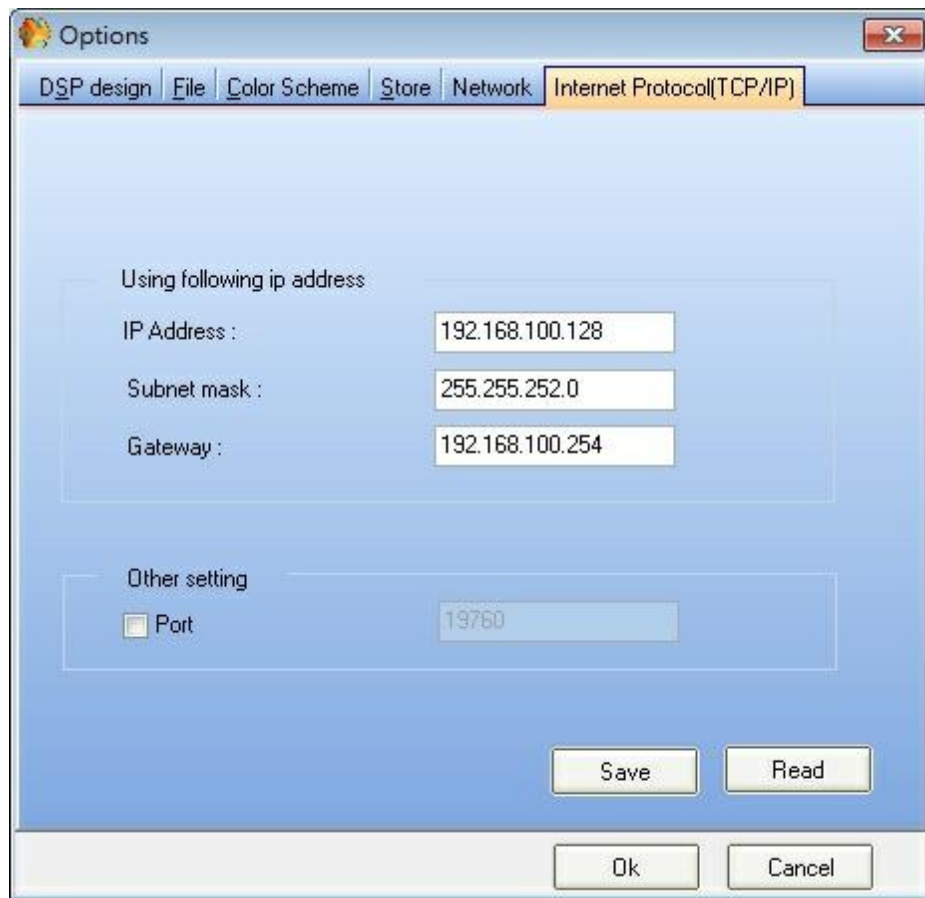 Options
DSP design File Color Scheme Store Network Internet Protocol(TCP/IP)
Using following ip address
IP Address : 192.168.100.128
Subnet mask : 255.255.252.0
Gateway : 192.168.100.254
Other setting
Port 19760
Save Read
Ok Cancel